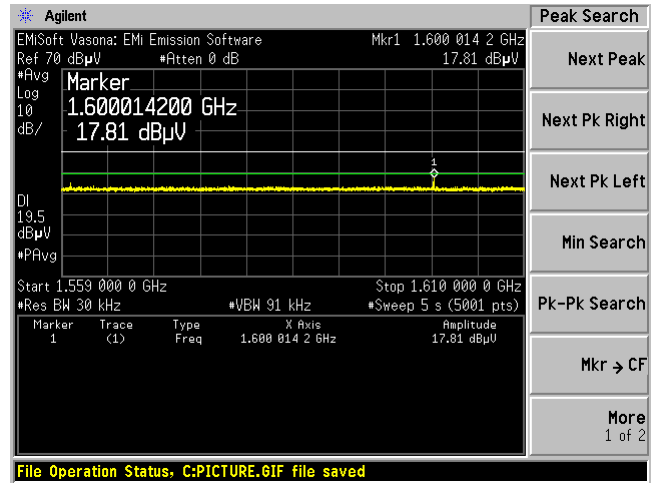 Agilent
Peak Search
EMiSoft Vasona: EMi Emission Software
Mkr1 1.600 014 2 GHz
Ref 70 dBµV
#Atten 0 dB
17.81 dBµV
#Avg
Log
10
dB/
Marker
1.600014200 GHz
17.81 dBµV
1
DI
19.5
dBµV
#PAvg
Start 1.559 000 0 GHz
Stop 1.610 000 0 GHz
#Res BW 30 kHz
#VBW 91 kHz
#Sweep 5 s (5001 pts)
Marker Trace Type X Axis Amplitude
1 (1) Freq 1.600 014 2 GHz 17.81 dBµV
Next Peak
Next Pk Right
Next Pk Left
Min Search
Pk-Pk Search
Mkr → CF
More
1 of 2
File Operation Status, C:PICTURE.GIF file saved